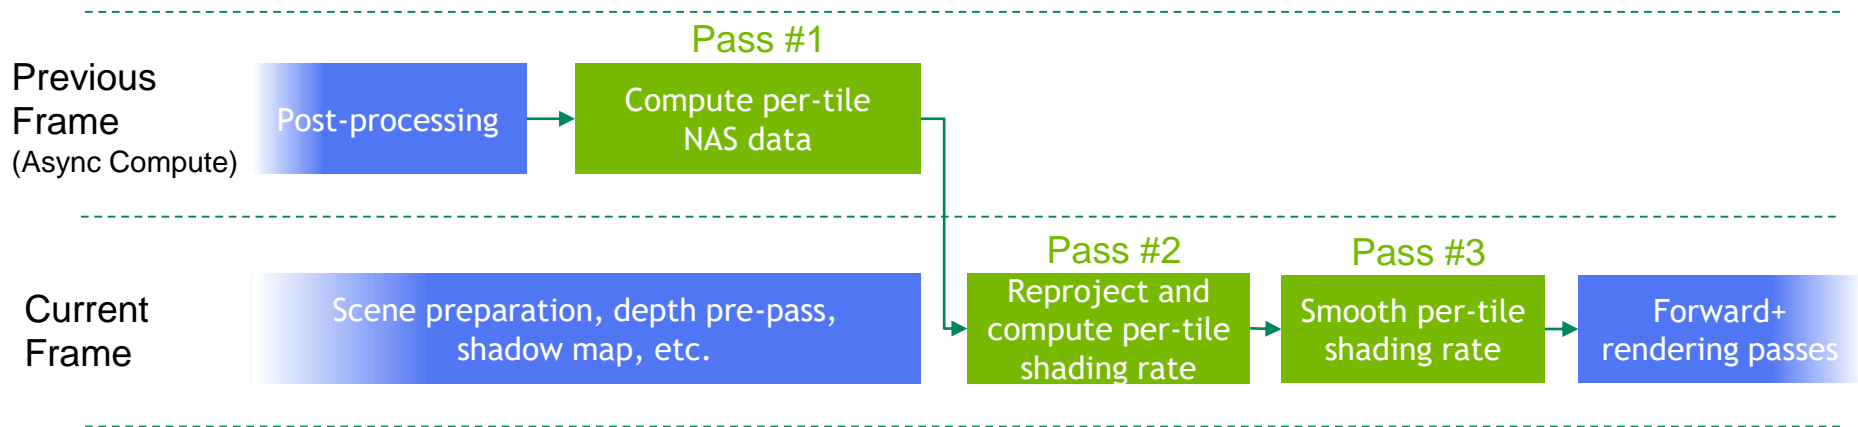 Pass #1
Previous
Frame
(Async Compute)
Post-processing
Compute per-tile
NAS data
Pass #2
Pass #3
Current
Frame
Scene preparation, depth pre-pass,
shadow map, etc.
Reproject and
compute per-tile
shading rate
Smooth per-tile
shading rate
Forward+
rendering passes